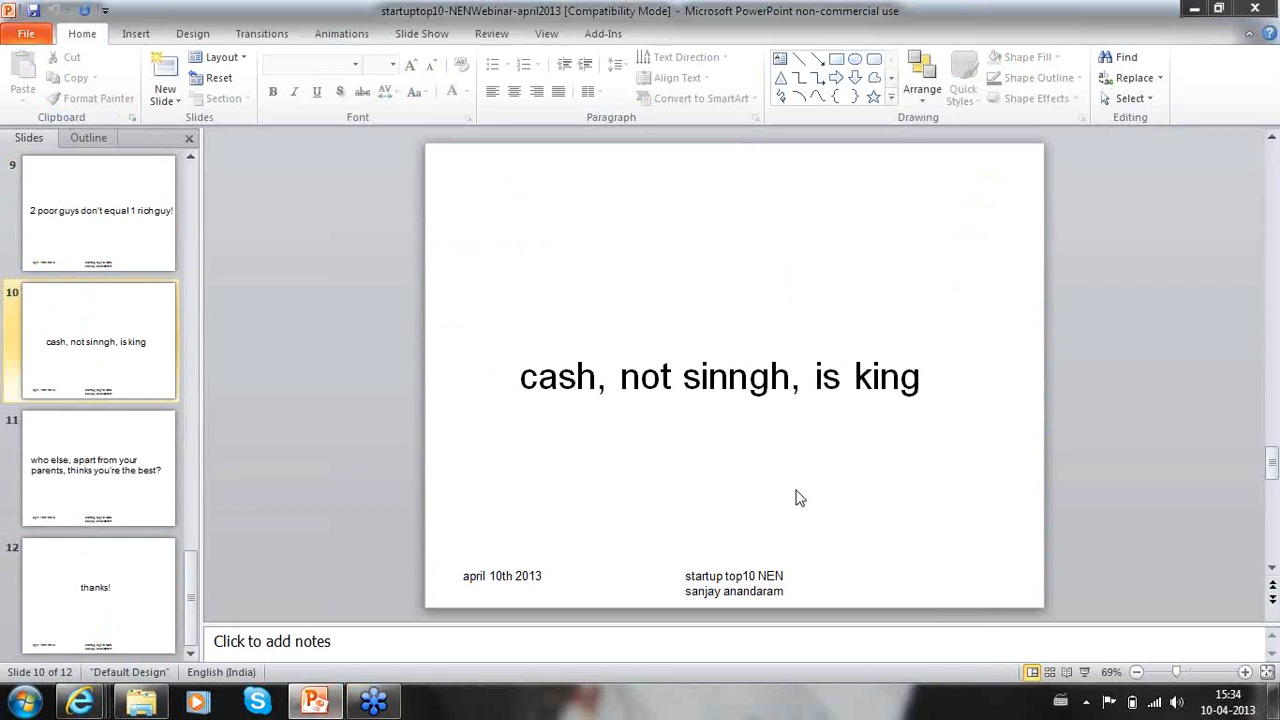 startuptop10-NENWebinar-april2013 [Compatibility Mode] - Microsoft PowerPoint non-commercial use
File Home Insert Design Transitions Animations Slide Show Review View Add-Ins
Paste
Cut
Copy
Format Painter
Clipboard
New
Slide
Layout
Reset
Section
Slides
Font
Text Direction
Align Text
Convert to SmartArt
Paragraph
Arrange
Quick
Styles
Shape Fill
Shape Outline
Shape Effects
Drawing
Find
Replace
Select
Editing
Slides Outline
9
2 poor guys don't equal 1 rich guy!
10
cash, not sinngh, is king
11
who else, apart from your
parents, thinks you're the best?
12
thanks!
cash, not sinngh, is king
april 10th 2013
startup top10 NEN
sanjay anandaram
Click to add notes
Slide 10 of 12 "Default Design" English (India) 69%
15:34
10-04-2013